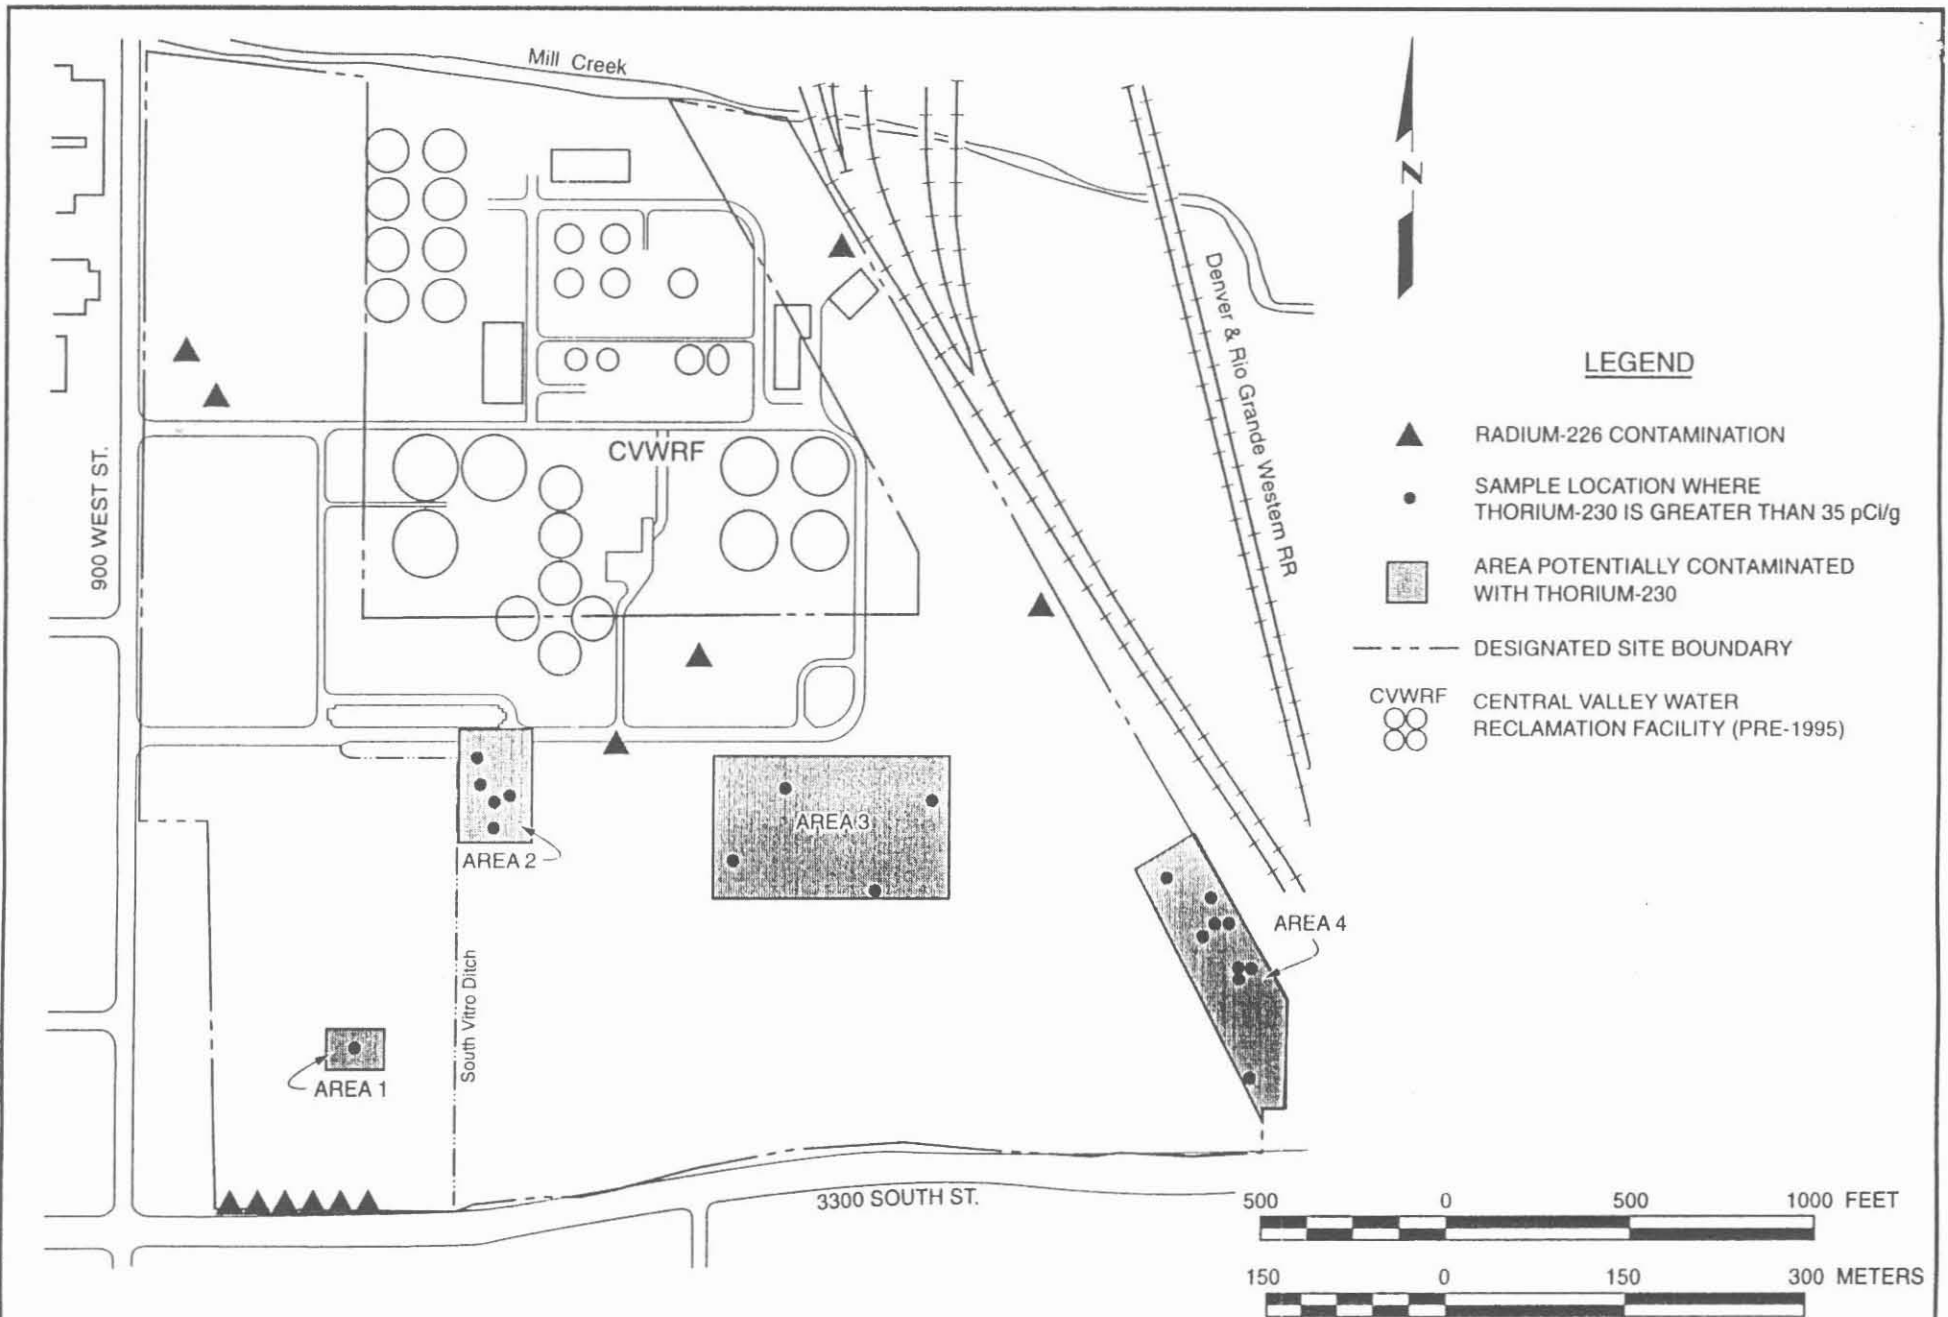 Mill Creek
N
Denver & Rio Grande Western RR
900 WEST ST.
CVWRF
LEGEND
RADIUM-226 CONTAMINATION
SAMPLE LOCATION WHERE
THORIUM-230 IS GREATER THAN 35 pCi/g
AREA POTENTIALLY CONTAMINATED
WITH THORIUM-230
DESIGNATED SITE BOUNDARY
CVWRF
CENTRAL VALLEY WATER
RECLAMATION FACILITY (PRE-1995)
AREA 3
AREA 2
AREA 4
South Vitro Ditch
AREA 1
3300 SOUTH ST.
500 0 500 1000 FEET
150 0 150 300 METERS